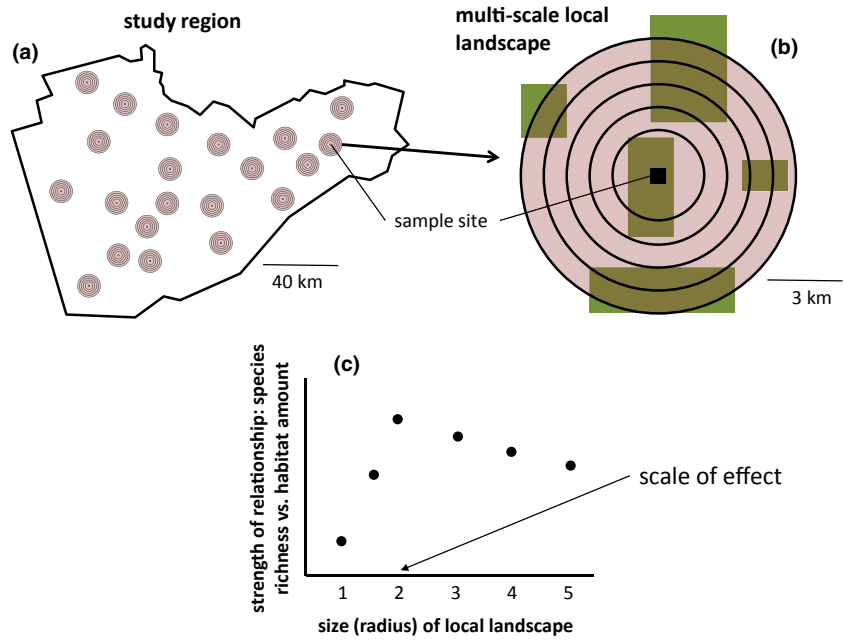 study region
multi-scale local
landscape
(a)
(b)
sample site
40 km
3 km
(c)
strength of relationship: species
richness vs. habitat amount
scale of effect
1 2 3 4 5
size (radius) of local landscape